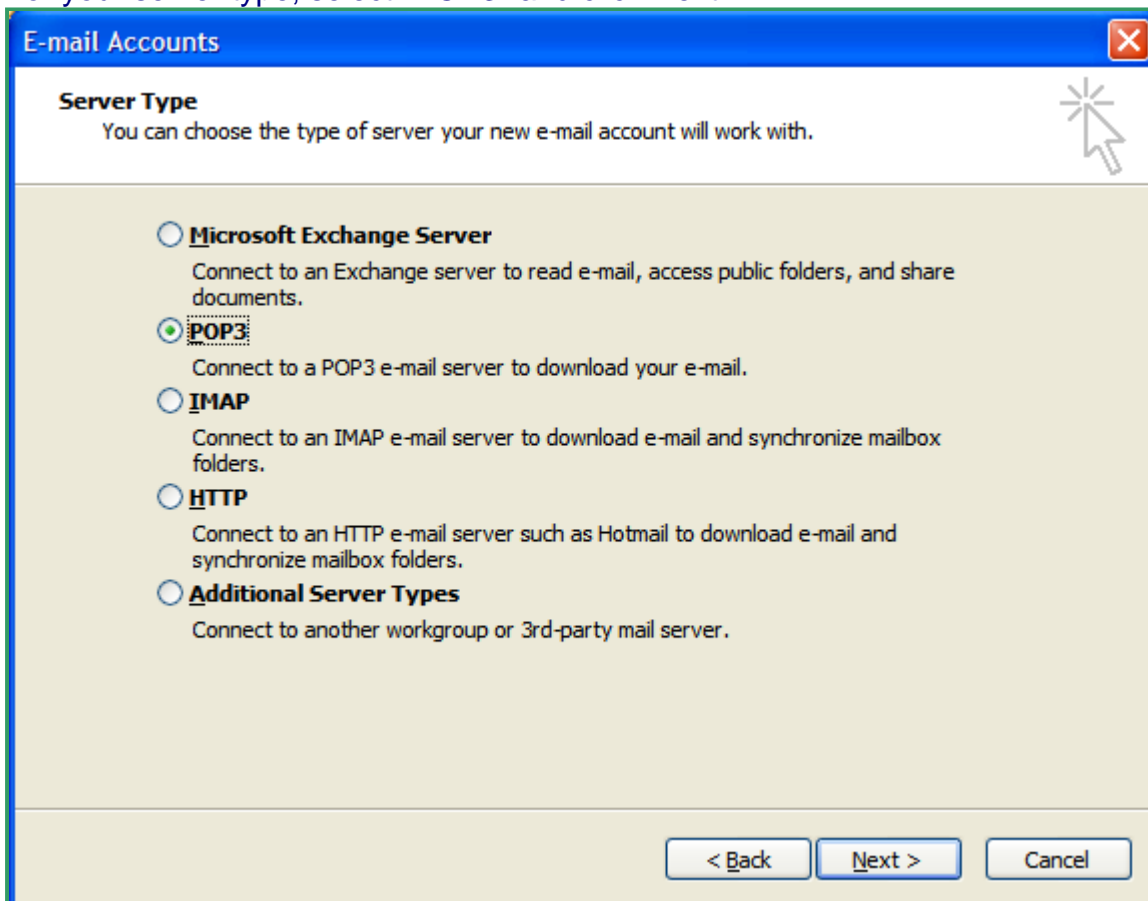 E-mail Accounts
Server Type
You can choose the type of server your new e-mail account will work with.
Microsoft Exchange Server
Connect to an Exchange server to read e-mail, access public folders, and share
documents.
POP3
Connect to a POP3 e-mail server to download your e-mail.
IMAP
Connect to an IMAP e-mail server to download e-mail and synchronize mailbox
folders.
HTTP
Connect to an HTTP e-mail server such as Hotmail to download e-mail and
synchronize mailbox folders.
Additional Server Types
Connect to another workgroup or 3rd-party mail server.
< Back Next > Cancel